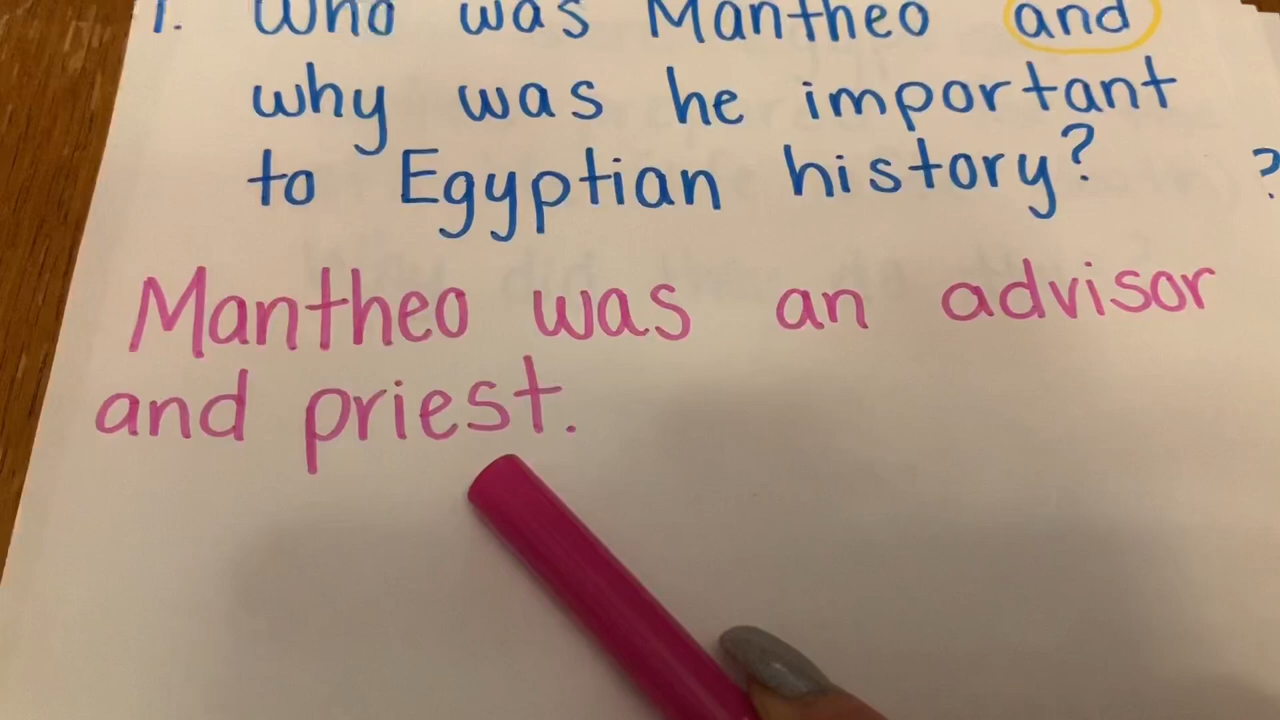 1. Who was Mantheo and
why was he important
to Egyptian history?
?
Mantheo was an advisor
and priest.